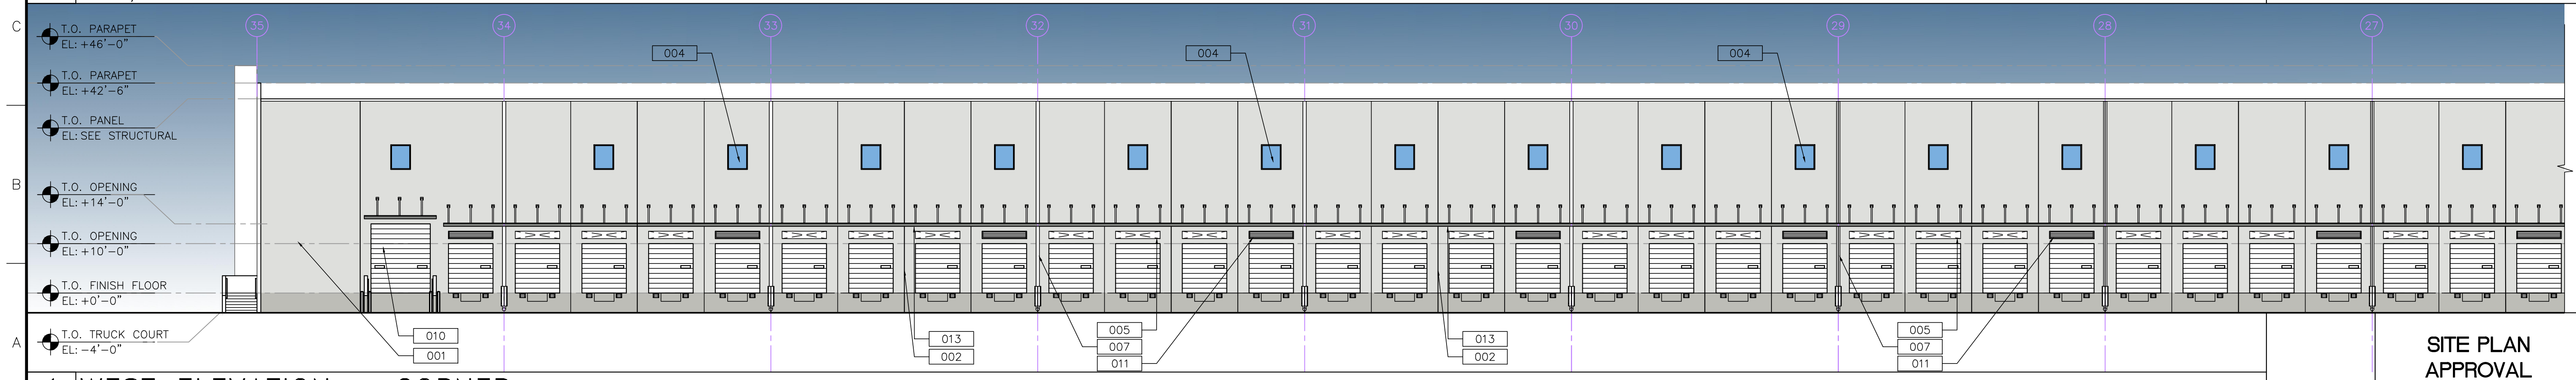 C
35
34
33
32
31
30
29
28
27
T.O. PARAPET
EL: +46'-0"
004
004
004
T.O. PARAPET
EL: +42'-6"
T.O. PANEL
EL: SEE STRUCTURAL
B
T.O. OPENING
EL: +14'-0"
T.O. OPENING
EL: +10'-0"
T.O. FINISH FLOOR
EL: +0'-0"
A
T.O. TRUCK COURT
EL: -4'-0"
010
001
013
002
005
007
011
013
002
005
007
011
SITE PLAN
APPROVAL
WEST ELEVATION
CORNER